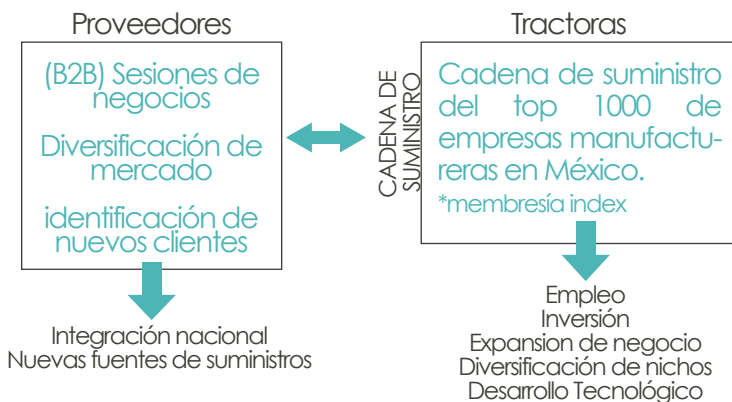 Proveedores
(B2B) Sesiones de
negocios
Diversificación de
mercado
identificación de
nuevos clientes
Integración nacional
Nuevas fuentes de suministros
CADENA DE
SUMINISTRO
Tractoras
Cadena de suministro
del top 1000 de
empresas manufactu-
reras en México.
*membresía index
Empleo
Inversión
Expansion de negocio
Diversificación de nichos
Desarrollo Tecnológico